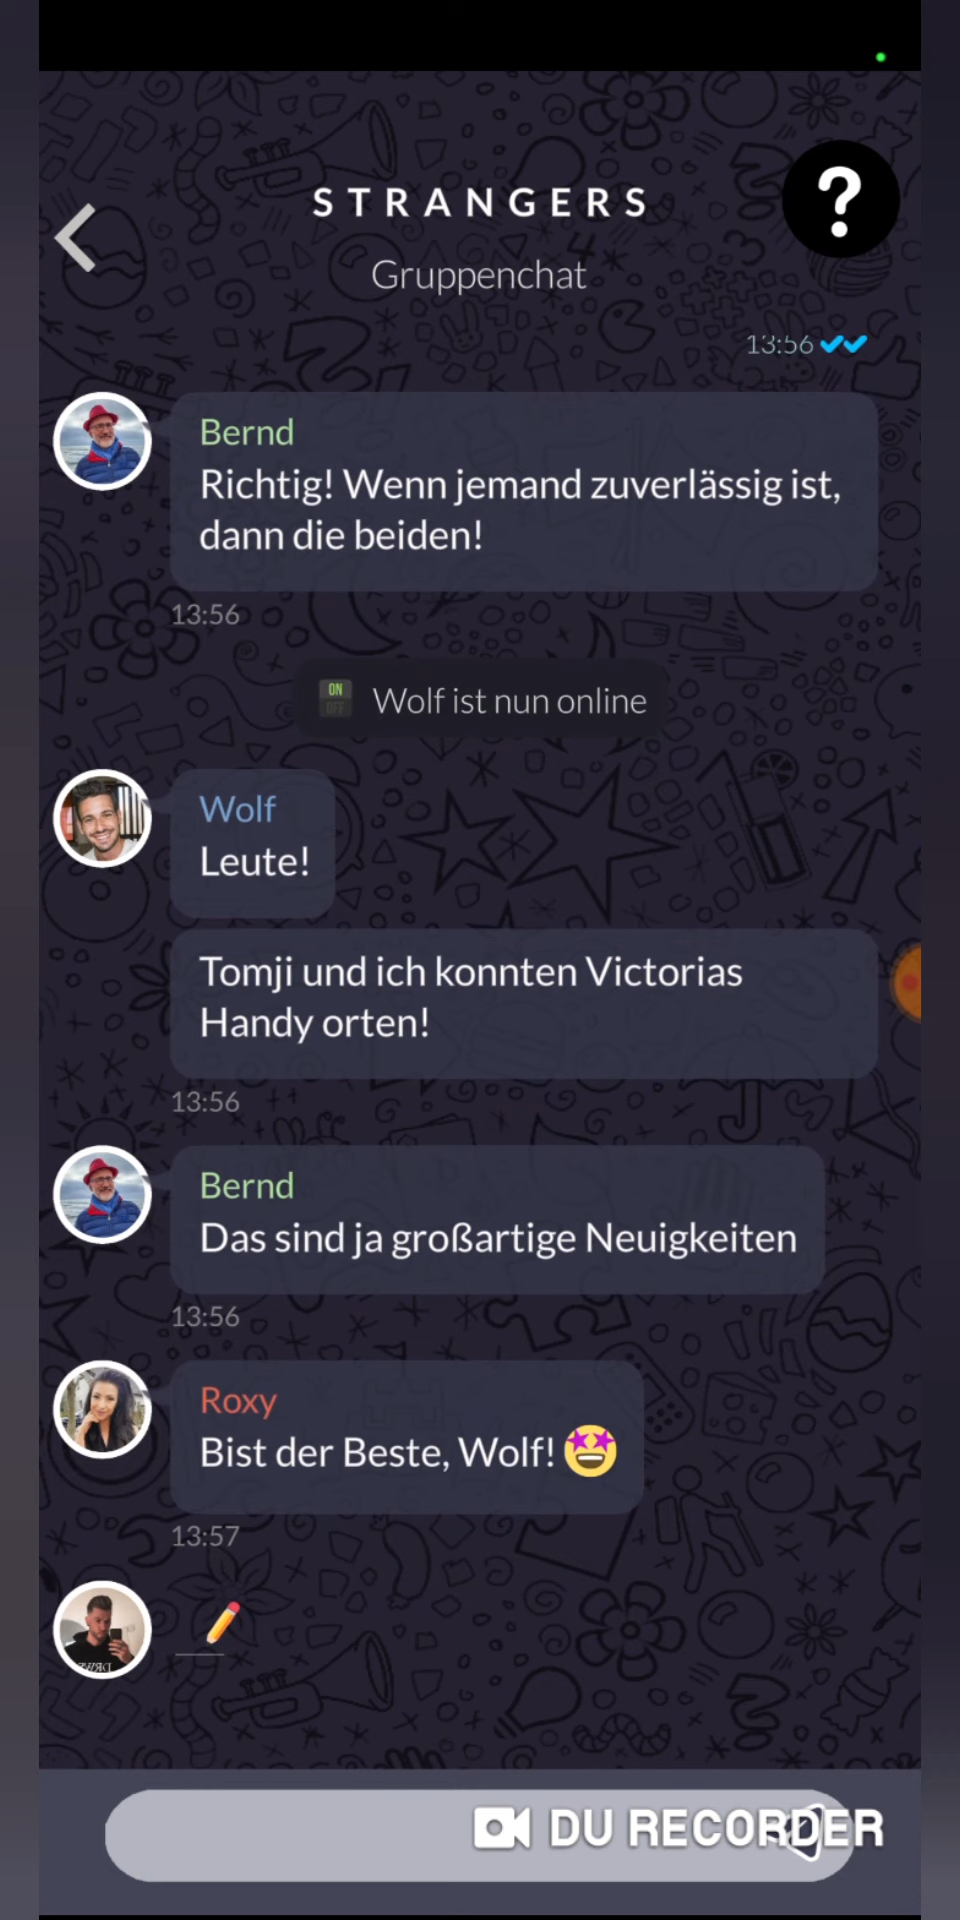 STRANGERS
?
Gruppenchat
13:56
Bernd
Richtig! Wenn jemand zuverlässig ist,
dann die beiden!
13:56
ON
OFF
Wolf ist nun online
Wolf
Leute!
Tomji und ich konnten Victorias
Handy orten!
13:56
Bernd
Das sind ja großartige Neuigkeiten
13:56
Roxy
Bist der Beste, Wolf! 🤩
13:57
DU RECORDER